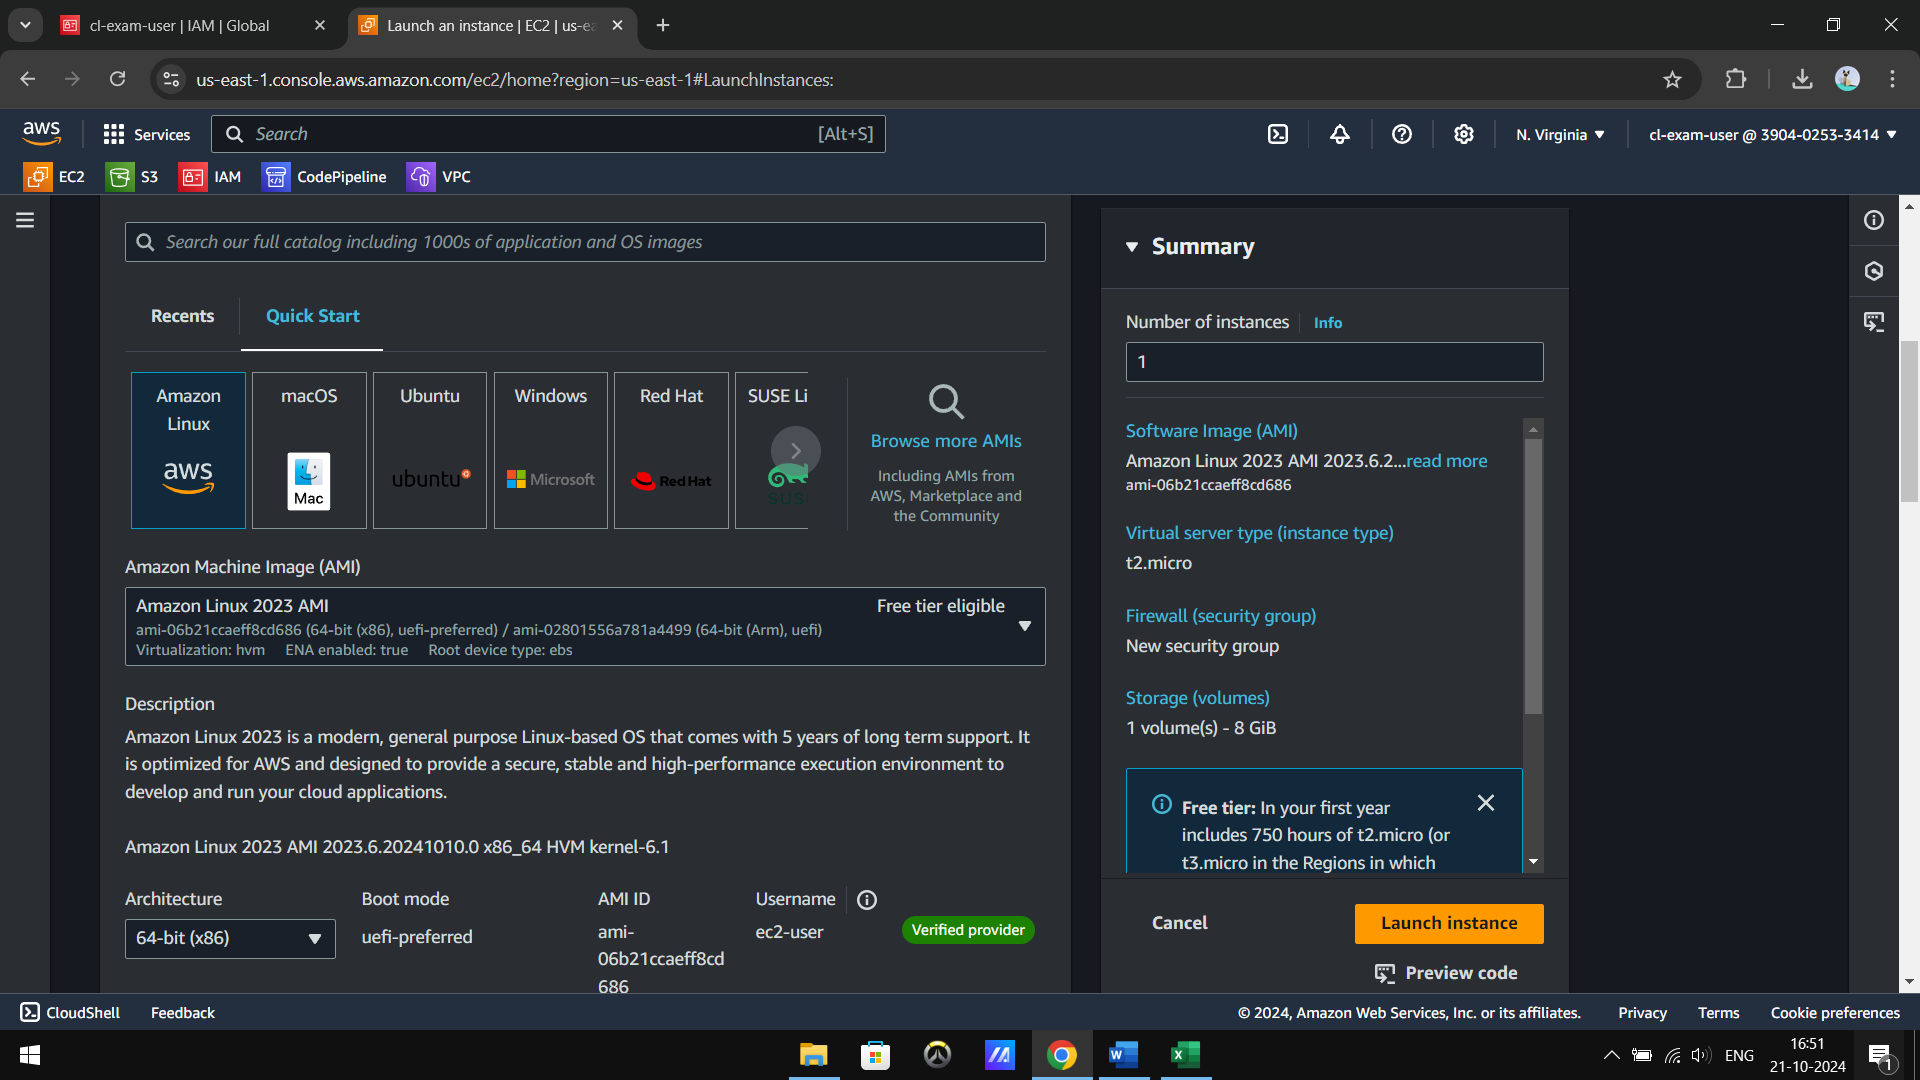 cl-exam-user | IAM | Global
Launch an instance | EC2 | us-ea
us-east-1.console.aws.amazon.com/ec2/home?region=us-east-1#LaunchInstances:
aws
Services
Search
[Alt+S]
N. Virginia
cl-exam-user @ 3904-0253-3414
EC2
S3
IAM
CodePipeline
VPC
Search our full catalog including 1000s of application and OS images
Recents
Quick Start
Amazon
Linux
aws
macOS
Mac
Ubuntu
ubuntu
Windows
Microsoft
Red Hat
Red Hat
SUSE Li
SUS
Browse more AMIs
Including AMIs from
AWS, Marketplace and
the Community
Amazon Machine Image (AMI)
Amazon Linux 2023 AMI
Free tier eligible
ami-06b21ccaeff8cd686 (64-bit (x86), uefi-preferred) / ami-02801556a781a4499 (64-bit (Arm), uefi)
Virtualization: hvm ENA enabled: true Root device type: ebs
Description
Amazon Linux 2023 is a modern, general purpose Linux-based OS that comes with 5 years of long term support. It
is optimized for AWS and designed to provide a secure, stable and high-performance execution environment to
develop and run your cloud applications.
Amazon Linux 2023 AMI 2023.6.20241010.0 x86_64 HVM kernel-6.1
Architecture
64-bit (x86)
Boot mode
uefi-preferred
AMI ID
ami-
06b21ccaeff8cd
686
Username
ec2-user
Verified provider
Summary
Number of instances
Info
1
Software Image (AMI)
Amazon Linux 2023 AMI 2023.6.2...read more
ami-06b21ccaeff8cd686
Virtual server type (instance type)
t2.micro
Firewall (security group)
New security group
Storage (volumes)
1 volume(s) - 8 GiB
Free tier: In your first year
includes 750 hours of t2.micro (or
t3.micro in the Regions in which
Cancel
Launch instance
Preview code
CloudShell
Feedback
© 2024, Amazon Web Services, Inc. or its affiliates.
Privacy
Terms
Cookie preferences
ENG
16:51
21-10-2024
1